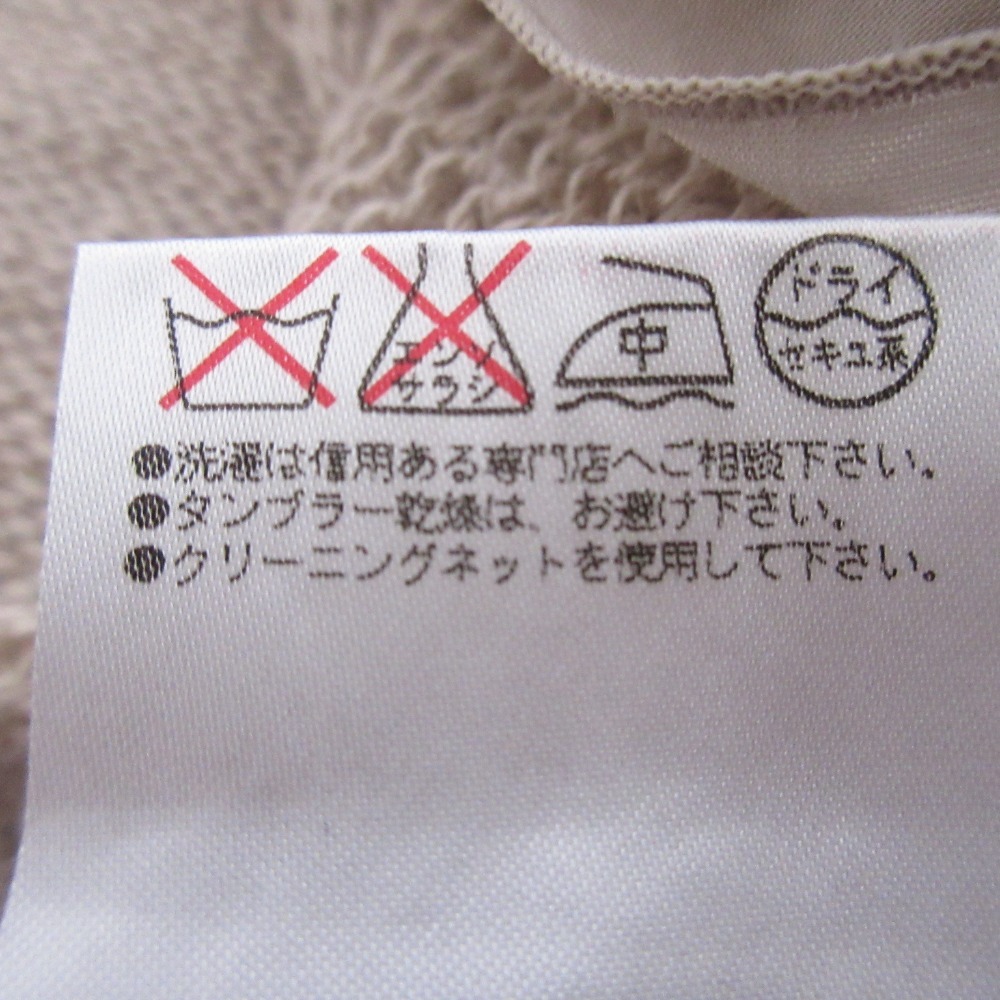 エンソ
サラシ
中
ドライ
セキユ系
●洗濯は信用ある専門店へご相談下さい。
●タンブラー乾燥は、お避け下さい。
●クリーニングネットを使用して下さい。